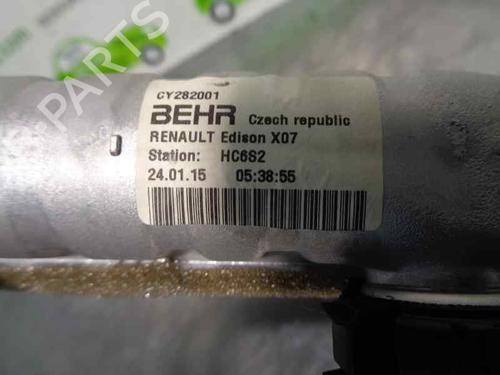 CY282001
BEHR Czech republic
RENAULT Edison X07
Station: HC6S2
24.01.15 05:38:55
PARTS